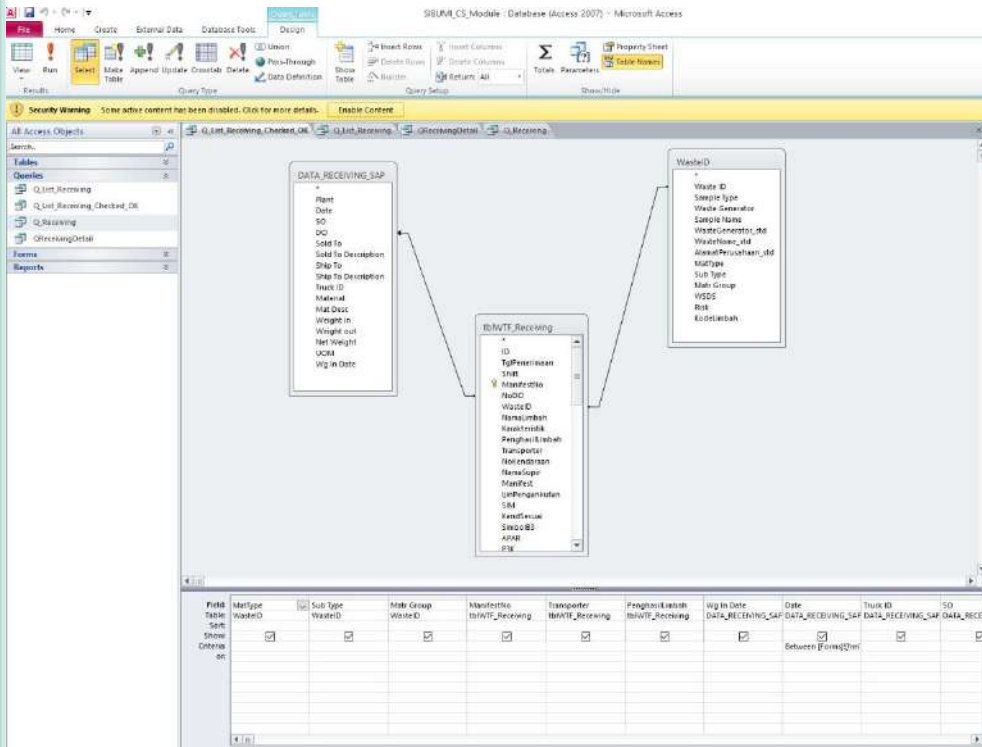 SIBUMI_CS_Module : Database (Access 2007) - Microsoft Access
File Home Create External Data Database Tools Design
View Run Select Make Table Append Update Crosstab Delete
Union
Pass-Through
Data Definition
Show Table
Insert Rows
Delete Rows
Builder
Insert Columns
Delete Columns
Return: All
Totals Parameters
Property Sheet
Table Names
Results Query Type Query Setup Show/Hide
Security Warning Some active content has been disabled. Click for more details. Enable Content
All Access Objects
Search..
Tables
Queries
Q_List_Receiving
Q_List_Receiving_Checked_OK
Q_Receiving
QReceivingDetail
Forms
Reports
Q_List_Receiving_Checked_OK Q_List_Receiving QReceivingDetail Q_Receiving
DATA_RECEIVING_SAP
*
Plant
Date
SO
DO
Sold To
Sold To Description
Ship To
Ship To Description
Truck ID
Material
Mat Desc
Weight in
Weight out
Net Weight
UOM
Wg In Date
tblWTF_Receiving
*
ID
TglPenerimaan
Shift
ManifestNo
NoDO
WasteID
NamaLimbah
Karakteristik
PenghasilLimbah
Transporter
NoKendaraan
NamaSupir
Manifest
IjinPengangkutan
SIM
KendSesuai
SimbolB3
APAR
P3K
WasteID
*
Waste ID
Sample Type
Waste Generator
Sample Name
WasteGenerator_std
WasteName_std
AlamatPerusahaan_std
MatType
Sub Type
Matr Group
WSDS
Risk
KodeLimbah
Field: MatType Sub Type Matr Group ManifestNo Transporter PenghasilLimbah Wg In Date Date Truck ID SO
Table: WasteID WasteID WasteID tblWTF_Receiving tblWTF_Receiving tblWTF_Receiving DATA_RECEIVING_SAP DATA_RECEIVING_SAP DATA_RECEIVING_SAP DATA_RECE
Sort:
Show:
Criteria: Between [Forms]![frm
or: